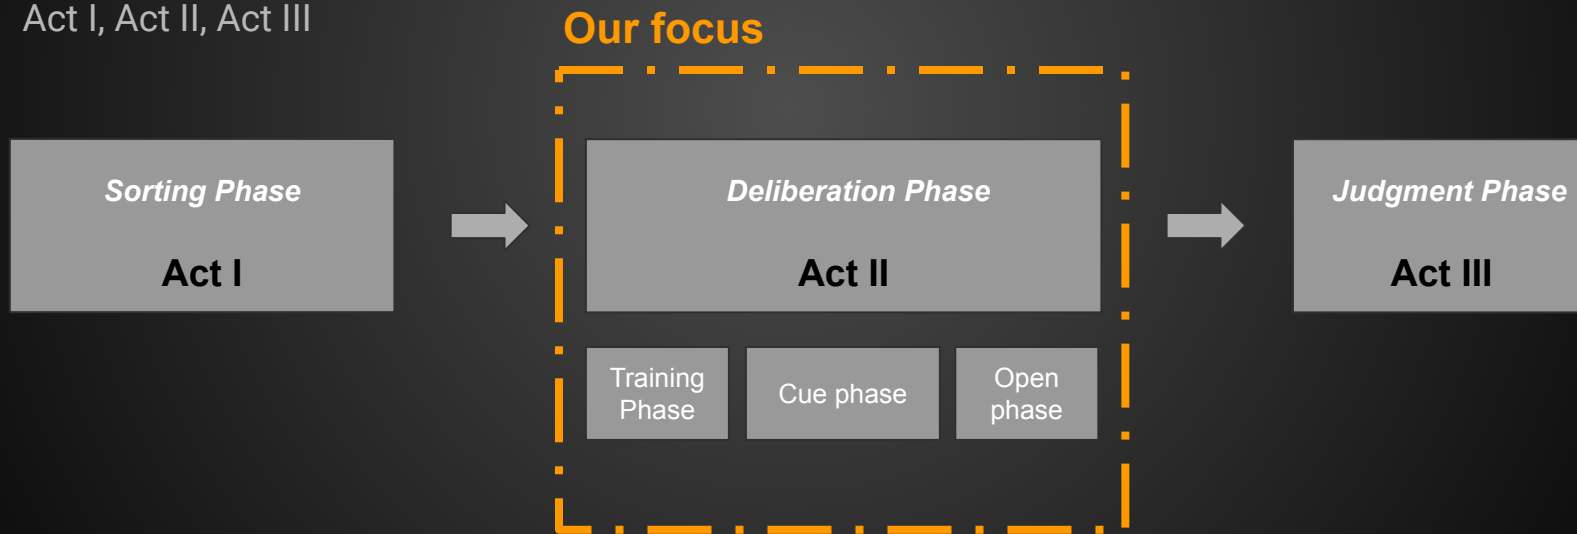 Act I, Act II, Act III
Our focus
Sorting Phase
Act I
Deliberation Phase
Act II
Judgment Phase
Act III
Training
Phase
Cue phase
Open
phase